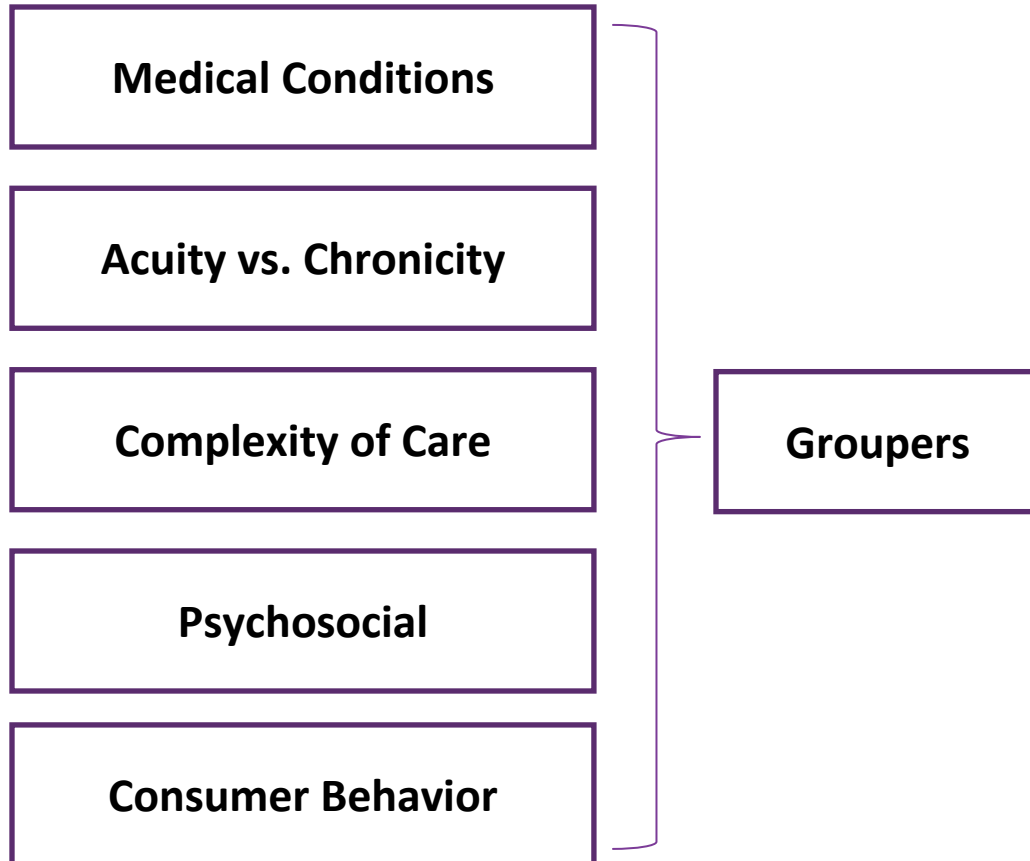 Medical Conditions
Acuity vs. Chronicity
Complexity of Care
Groupers
Psychosocial
Consumer Behavior